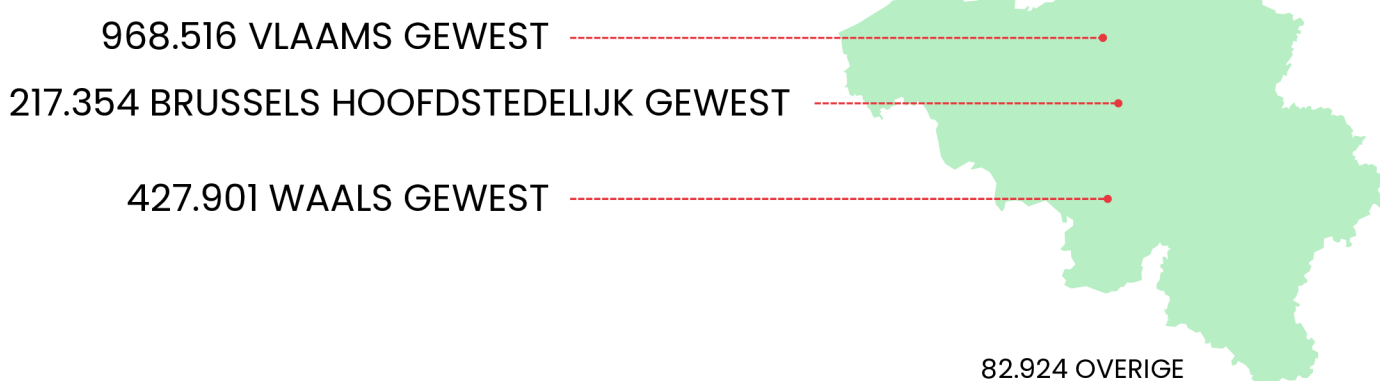 968.516 VLAAMS GEWEST
217.354 BRUSSELS HOOFDSTEDELIJK GEWEST
427.901 WAALS GEWEST
82.924 OVERIGE